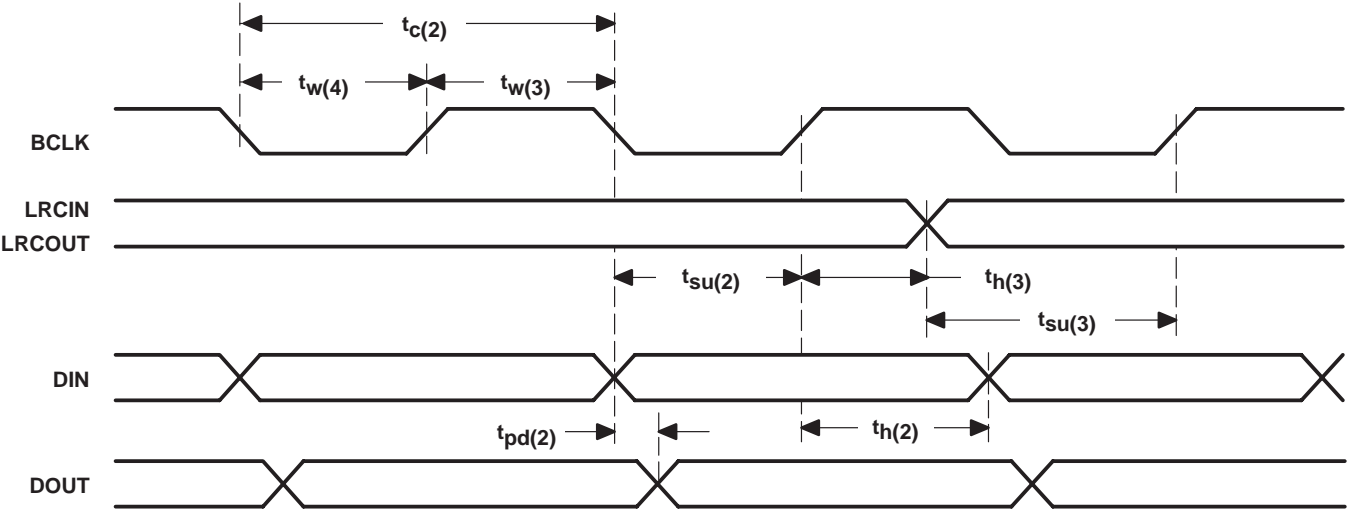 tc(2)
tw(4)
tw(3)
BCLK
LRCIN
LRCOUT
tsu(2)
th(3)
tsu(3)
DIN
tpd(2)
th(2)
DOUT